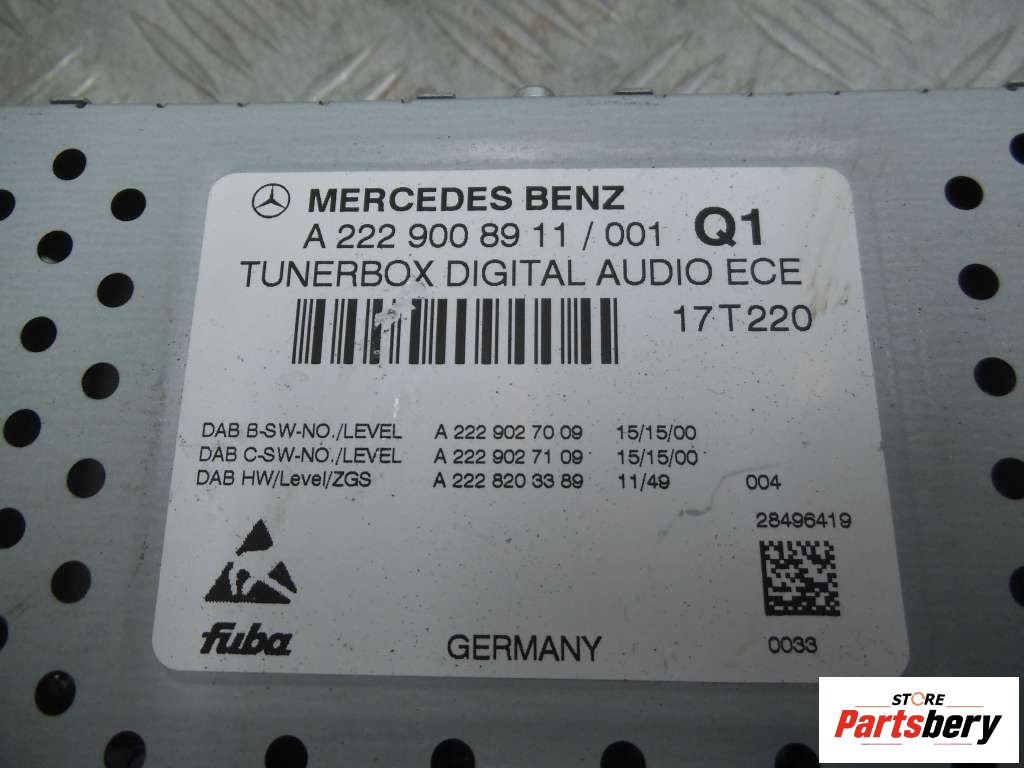 MERCEDES BENZ
A 222 900 8911 / 001 Q1
TUNERBOX DIGITAL AUDIO ECE
17T220
DAB B-SW-NO./LEVEL A 222 902 70 09 15/15/00
DAB C-SW-NO./LEVEL A 222 902 71 09 15/15/00
DAB HW/Level/ZGS A 222 820 33 89 11/49 004
28496419
fuba GERMANY 0033
STORE
Partsbery